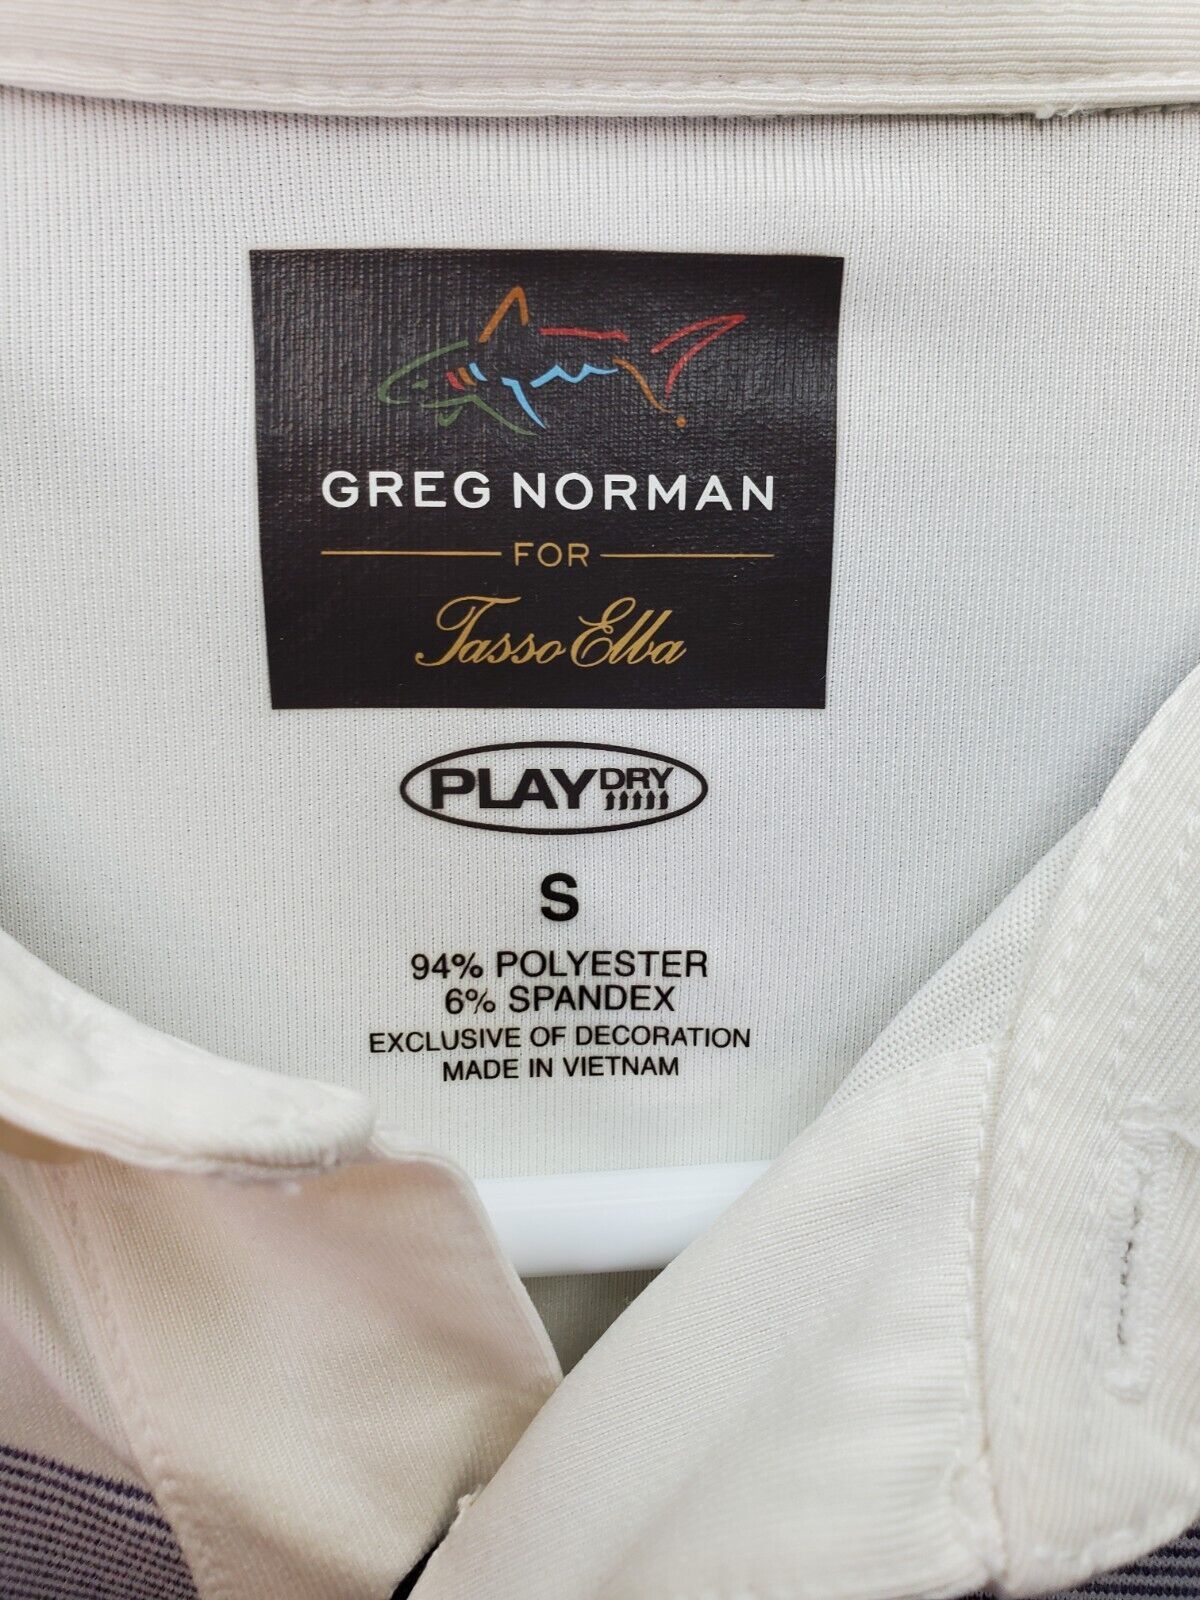 GREG NORMAN
FOR
Tasso Elba
PLAY DRY
S
94% POLYESTER
6% SPANDEX
EXCLUSIVE OF DECORATION
MADE IN VIETNAM